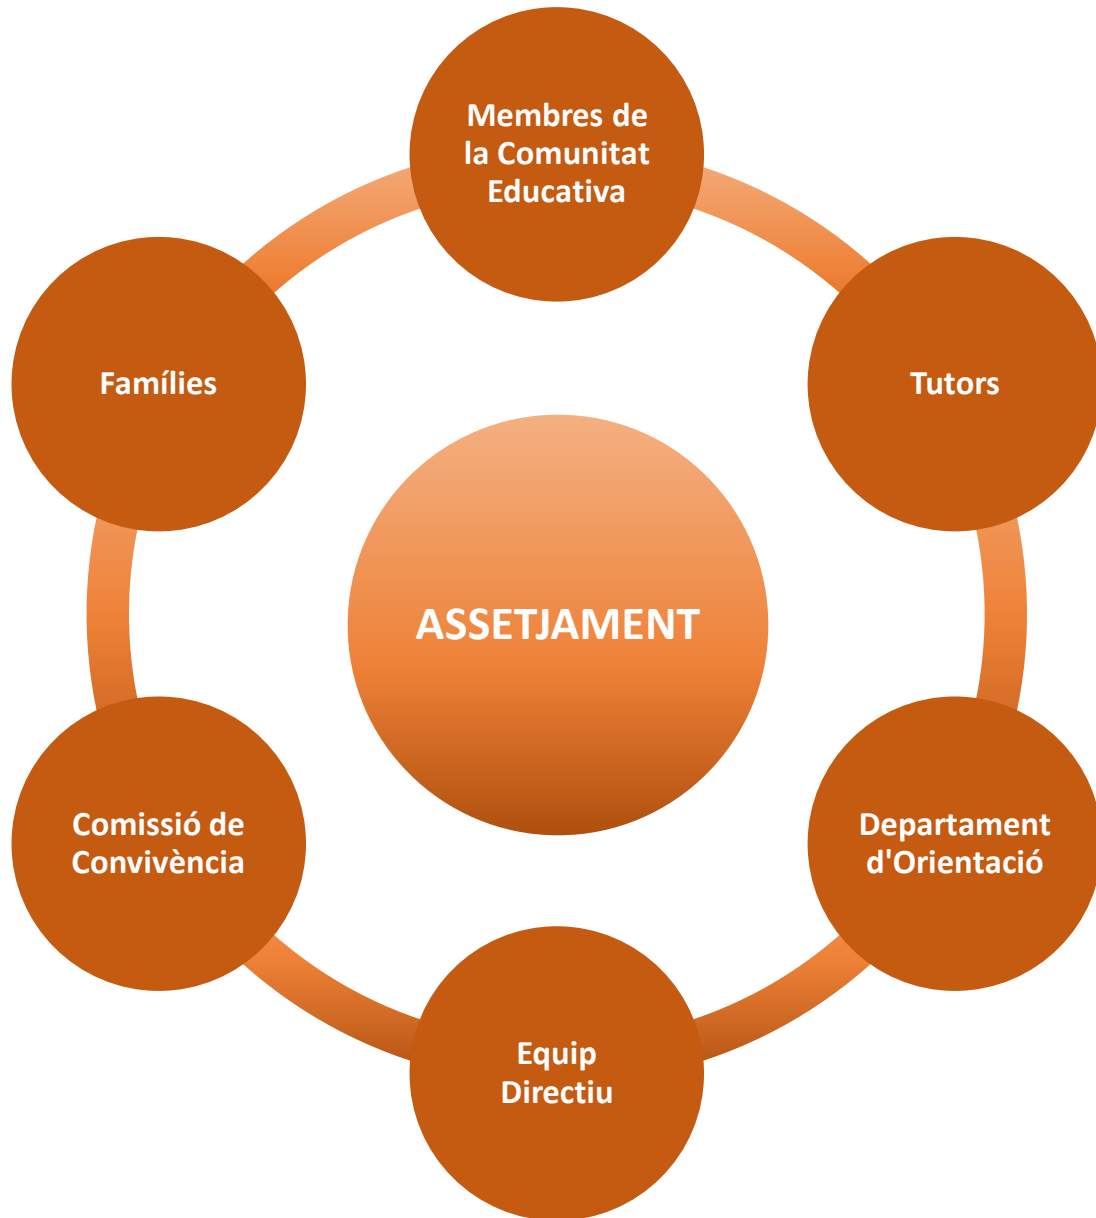 Membres de
la Comunitat
Educativa
Famílies
Tutors
ASSETJAMENT
Comissió de
Convivència
Departament
d'Orientació
Equip
Directiu